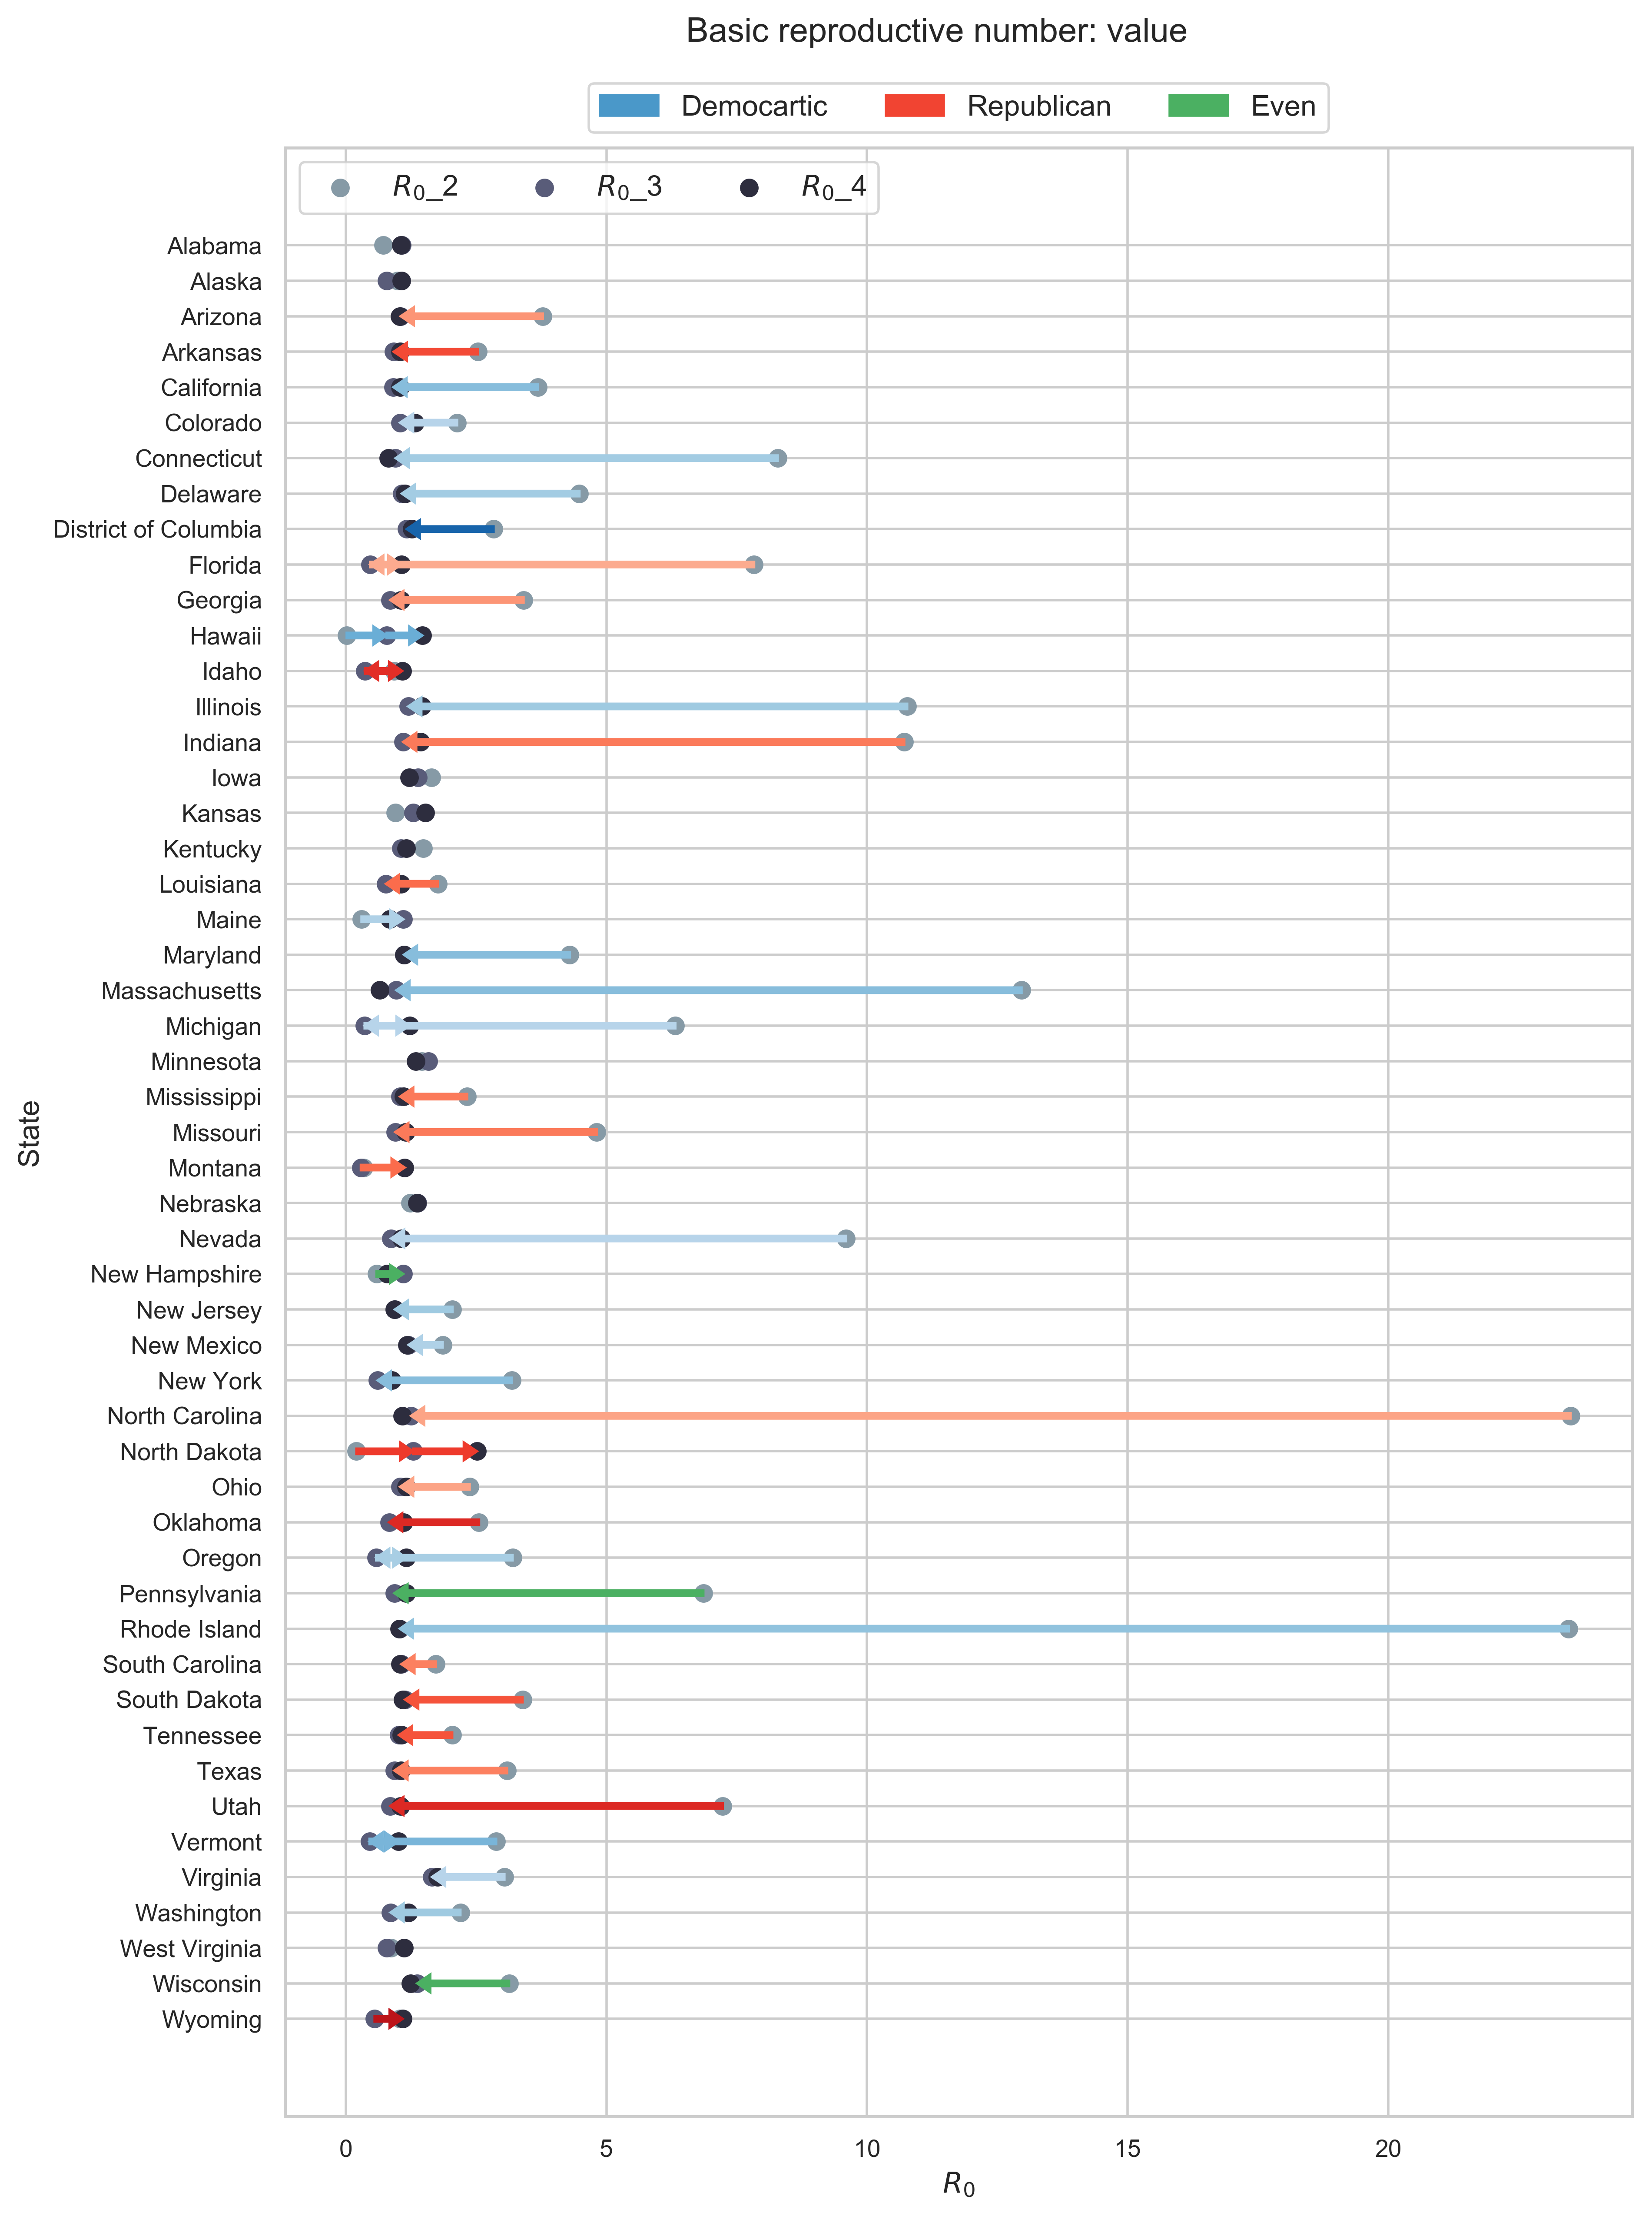 Basic reproductive number: value
Democartic Republican Even
R0_2 R0_3 R0_4
Alabama
Alaska
Arizona
Arkansas
California
Colorado
Connecticut
Delaware
District of Columbia
Florida
Georgia
Hawaii
Idaho
Illinois
Indiana
Iowa
Kansas
Kentucky
Louisiana
Maine
Maryland
Massachusetts
Michigan
Minnesota
Mississippi
Missouri
Montana
Nebraska
Nevada
New Hampshire
New Jersey
New Mexico
New York
North Carolina
North Dakota
Ohio
Oklahoma
Oregon
Pennsylvania
Rhode Island
South Carolina
South Dakota
Tennessee
Texas
Utah
Vermont
Virginia
Washington
West Virginia
Wisconsin
Wyoming
State
0 5 10 15 20
R0